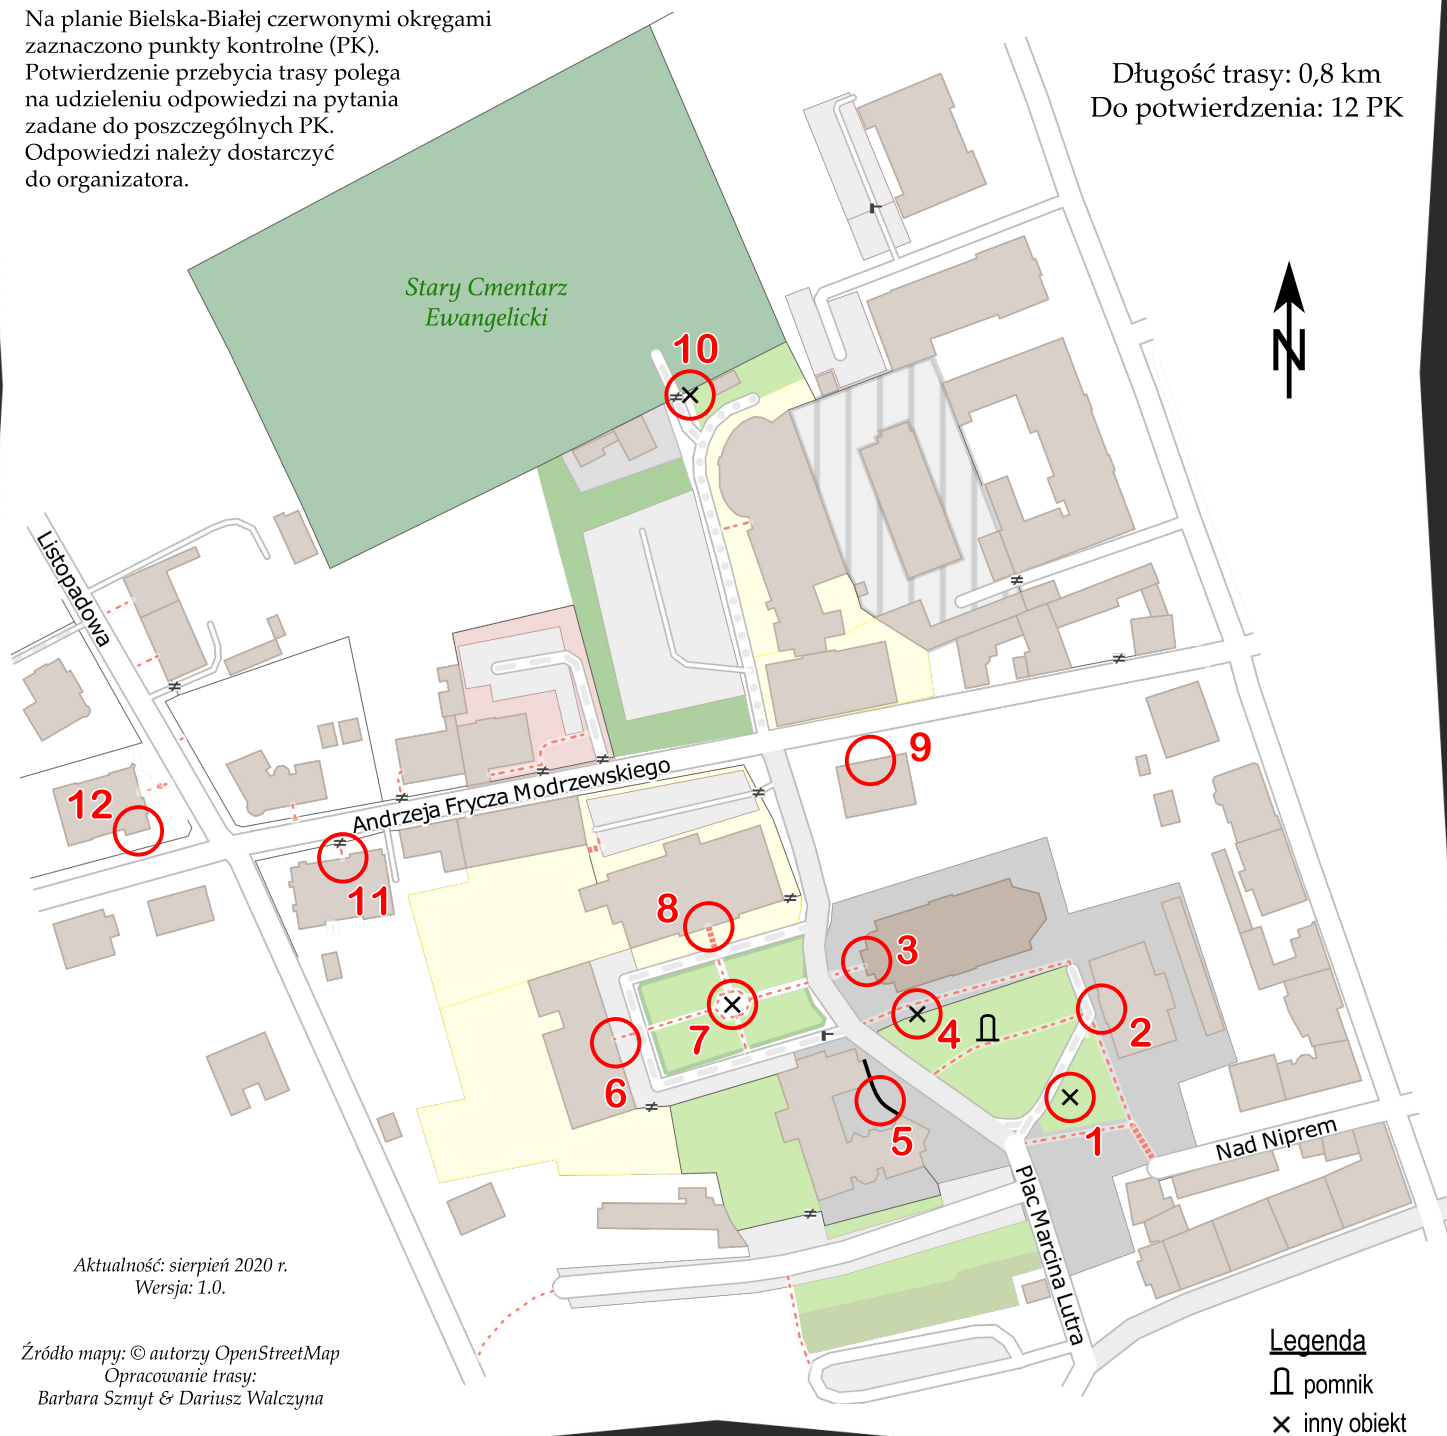 Na planie Bielska-Białej czerwonymi okręgami
zaznaczono punkty kontrolne (PK).
Potwierdzenie przebycia trasy polega
na udzieleniu odpowiedzi na pytania
zadane do poszczególnych PK.
Odpowiedzi należy dostarczyć
do organizatora.
Długość trasy: 0,8 km
Do potwierdzenia: 12 PK
Stary Cmentarz
Ewangelicki
N
10
Listopadowa
9
Andrzeja Frycza Modrzewskiego
12
11
8
3
7
4
2
6
5
1
Nad Niprem
Plac Marcina Lutra
Aktualność: sierpień 2020 r.
Wersja: 1.0.
Źródło mapy: © autorzy OpenStreetMap
Opracowanie trasy:
Barbara Szmyt & Dariusz Walczyna
Legenda
pomnik
inny obiekt